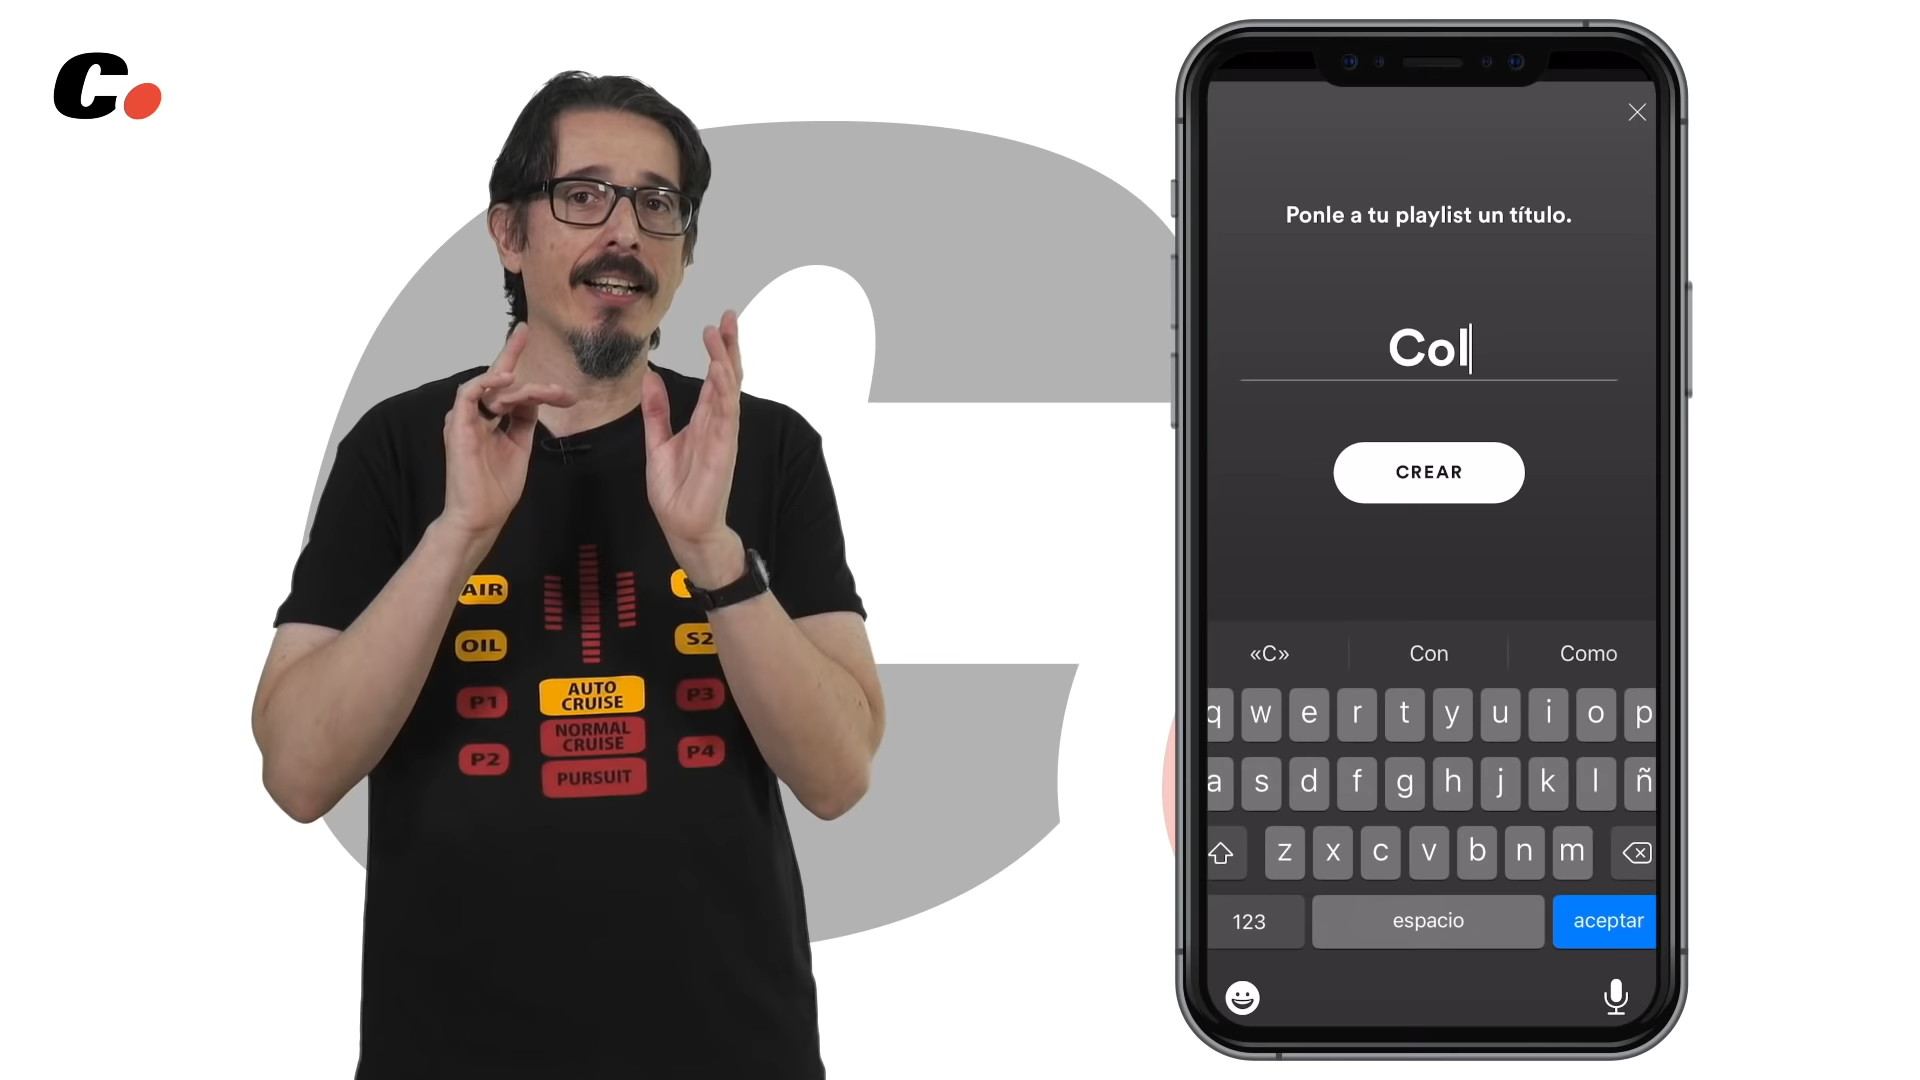 C.
AIR
OIL
S2
P1
P2
AUTO
CRUISE
NORMAL
CRUISE
PURSUIT
P3
P4
Ponle a tu playlist un título.
Col
CREAR
«C» Con Como
q w e r t y u i o p
a s d f g h j k l ñ
z x c v b n m
123 espacio aceptar